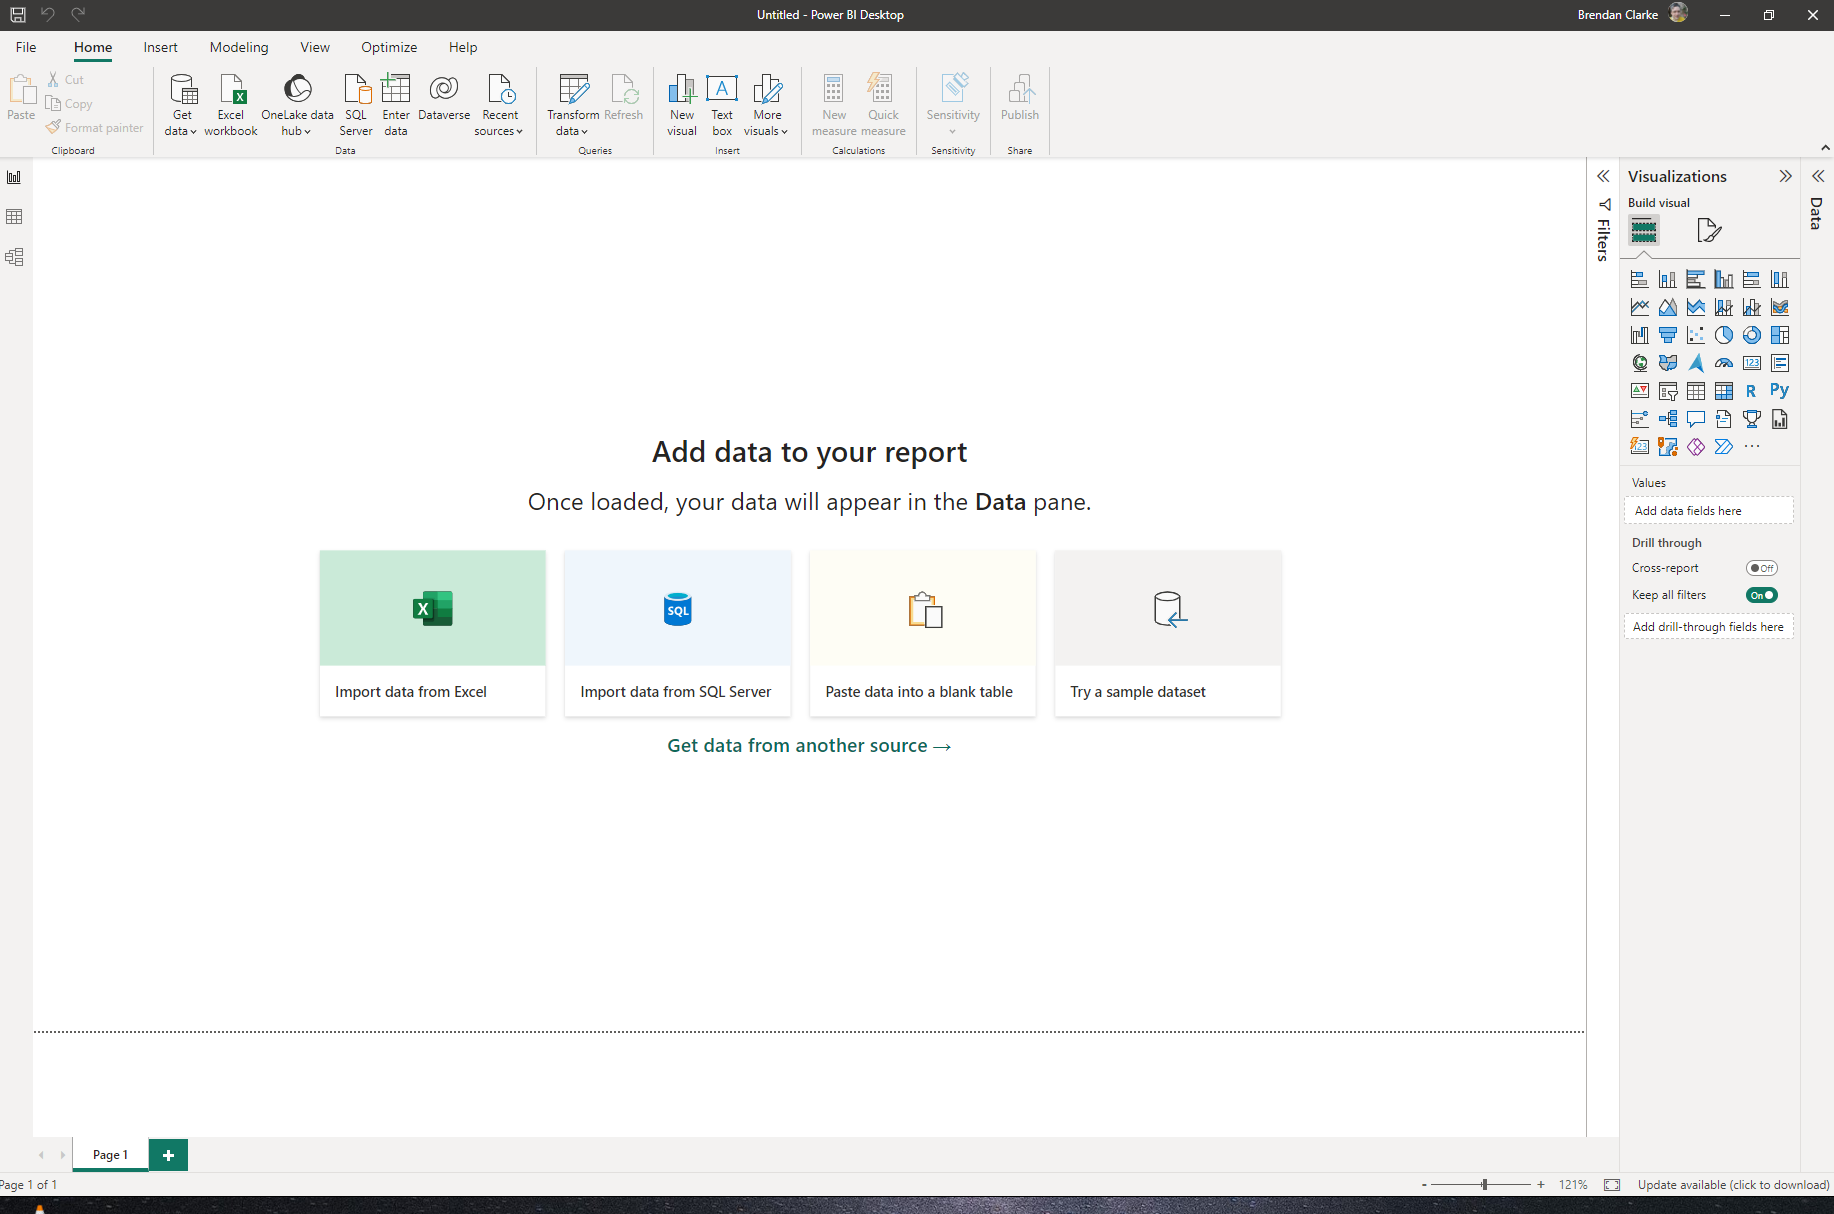 Untitled - Power BI Desktop
Brendan Clarke
File
Home
Insert
Modeling
View
Optimize
Help
Paste
Cut
Copy
Format painter
Clipboard
Get
data
Excel
workbook
OneLake data
hub
SQL
Server
Enter
data
Dataverse
Recent
sources
Data
Transform
data
Refresh
Queries
New
visual
A
Text
box
More
visuals
Insert
New
measure
Quick
measure
Calculations
Sensitivity
Sensitivity
Publish
Share
Filters
Visualizations
Build visual
Data
123
R
Py
123
Values
Add data fields here
Drill through
Cross-report
Off
Keep all filters
On
Add drill-through fields here
Add data to your report
Once loaded, your data will appear in the Data pane.
X
SQL
Import data from Excel
Import data from SQL Server
Paste data into a blank table
Try a sample dataset
Get data from another source →
Page 1
+
Page 1 of 1
- + 121%
Update available (click to download)